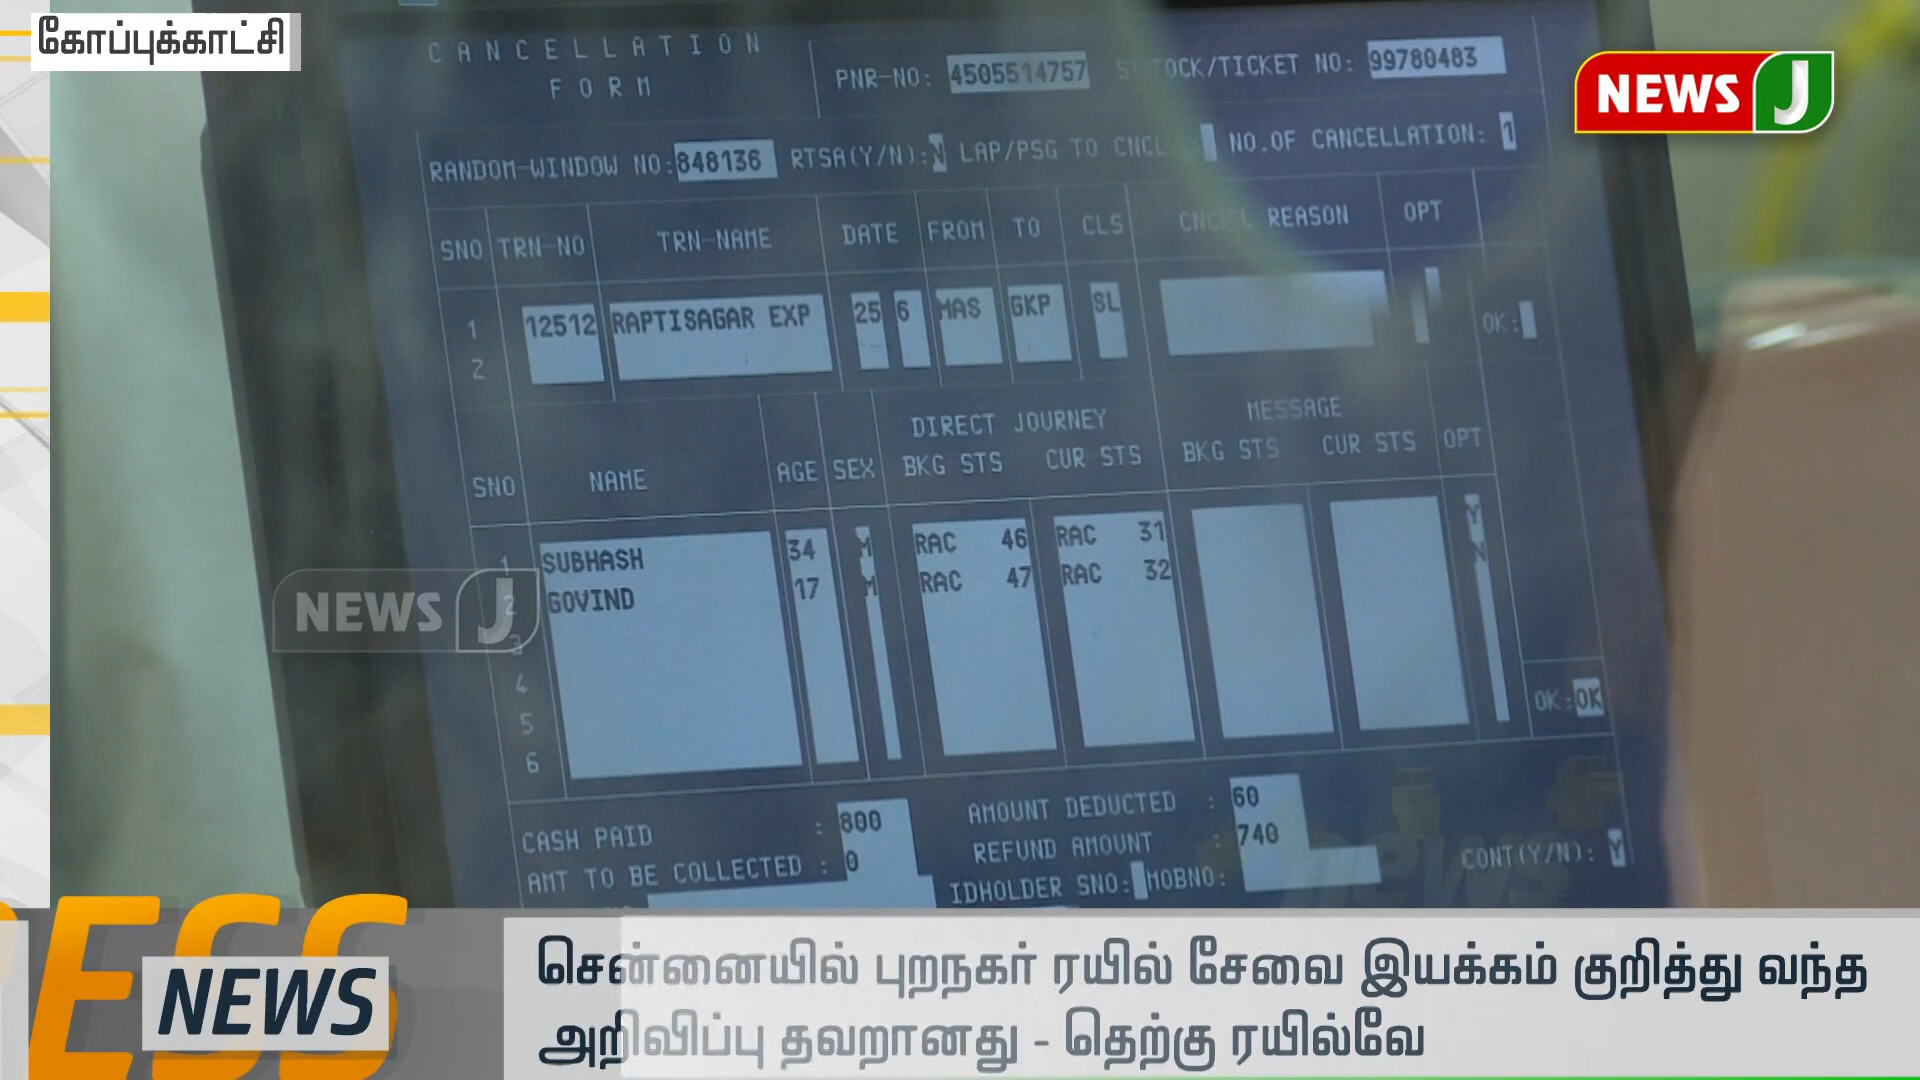 கோப்புக்காட்சி
CANCELLATION
FORM
PNR-NO: 4505514757
STOCK/TICKET NO: 99780483
NEWS J
RANDOM-WINDOW NO: 848136 RTSA(Y/N): N LAP/PSG TO CNCL : NO.OF CANCELLATION: 1
SNO TRN-NO TRN-NAME DATE FROM TO CLS REASON OPT
1 12512 RAPTISAGAR EXP 25 6 MAS GKP SL OK:
2
DIRECT JOURNEY MESSAGE
SNO NAME AGE SEX BKG STS CUR STS BKG STS CUR STS OPT
1 SUBHASH 34 M RAC 46 RAC 31 Y
2 GOVIND 17 M RAC 47 RAC 32 N
NEWS J
3
4
5 OK:OK
6
CASH PAID : 800 AMOUNT DEDUCTED : 60
AMT TO BE COLLECTED : 0 REFUND AMOUNT : 740
IDHOLDER SNO: MOBNO: CONT(Y/N): Y
news
ESS
NEWS
சென்னையில் புறநகர் ரயில் சேவை இயக்கம் குறித்து வந்த
அறிவிப்பு தவறானது - தெற்கு ரயில்வே